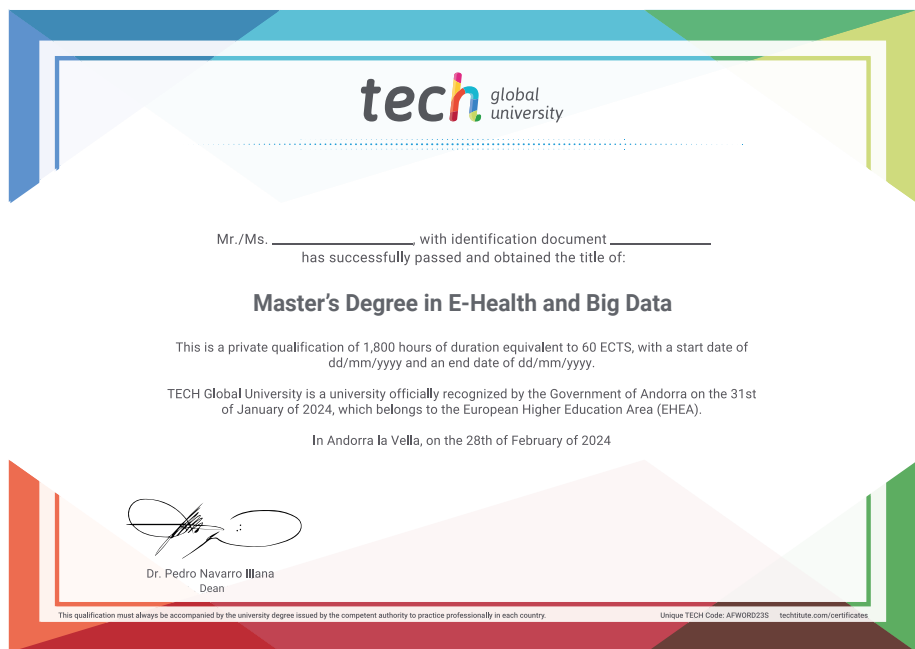 tech global
university
Mr./Ms. ________________, with identification document ____________
has successfully passed and obtained the title of:
Master's Degree in E-Health and Big Data
This is a private qualification of 1,800 hours of duration equivalent to 60 ECTS, with a start date of
dd/mm/yyyy and an end date of dd/mm/yyyy.
TECH Global University is a university officially recognized by the Government of Andorra on the 31st
of January of 2024, which belongs to the European Higher Education Area (EHEA).
In Andorra la Vella, on the 28th of February of 2024
Dr. Pedro Navarro Illana
Dean
This qualification must always be accompanied by the university degree issued by the competent authority to practice professionally in each country.
Unique TECH Code: AFWORD23S techtitute.com/certificates